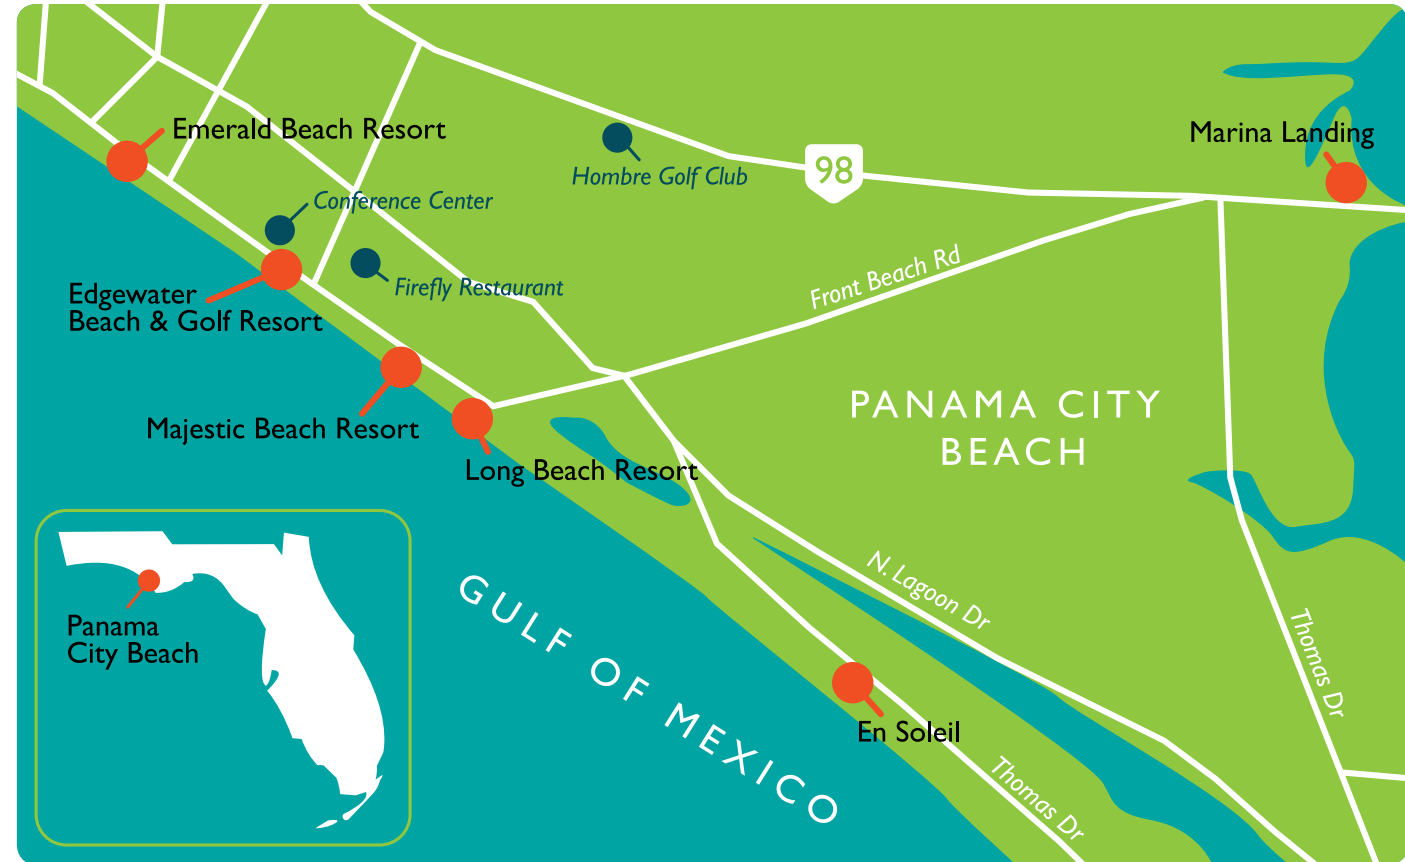 Emerald Beach Resort
Marina Landing
98
Hombre Golf Club
Conference Center
Front Beach Rd
Firefly Restaurant
Edgewater
Beach & Golf Resort
PANAMA CITY
BEACH
Majestic Beach Resort
Long Beach Resort
N. Lagoon Dr
GULF OF MEXICO
Thomas Dr
Panama
City Beach
En Soleil
Thomas Dr